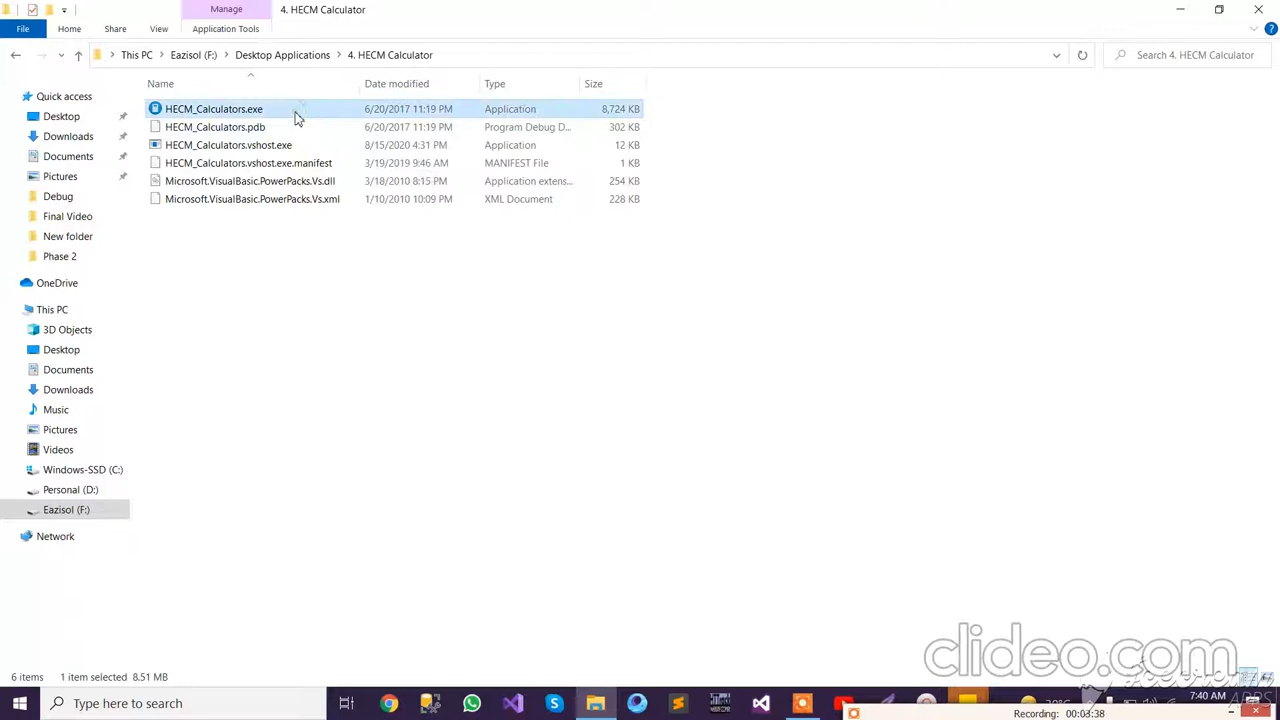 Manage
4. HECM Calculator
File
Home
Share
View
Application Tools
This PC
Eazisol (F:)
Desktop Applications
4. HECM Calculator
Search 4. HECM Calculator
Name
Date modified
Type
Size
HECM_Calculators.exe
6/20/2017 11:19 PM
Application
8,724 KB
HECM_Calculators.pdb
6/20/2017 11:19 PM
Program Debug D...
302 KB
HECM_Calculators.vshost.exe
8/15/2020 4:31 PM
Application
12 KB
HECM_Calculators.vshost.exe.manifest
3/19/2019 9:46 AM
MANIFEST File
1 KB
Microsoft.VisualBasic.PowerPacks.Vs.dll
3/18/2010 8:15 PM
Application extens...
254 KB
Microsoft.VisualBasic.PowerPacks.Vs.xml
1/10/2010 10:09 PM
XML Document
228 KB
Quick access
Desktop
Downloads
Documents
Pictures
Debug
Final Video
New folder
Phase 2
OneDrive
This PC
3D Objects
Desktop
Documents
Downloads
Music
Pictures
Videos
Windows-SSD (C:)
Personal (D:)
Eazisol (F:)
Network
clideo.com
6 items
1 item selected 8.51 MB
Type here to search
7:40 AM
APPS
Recording: 00:03:38